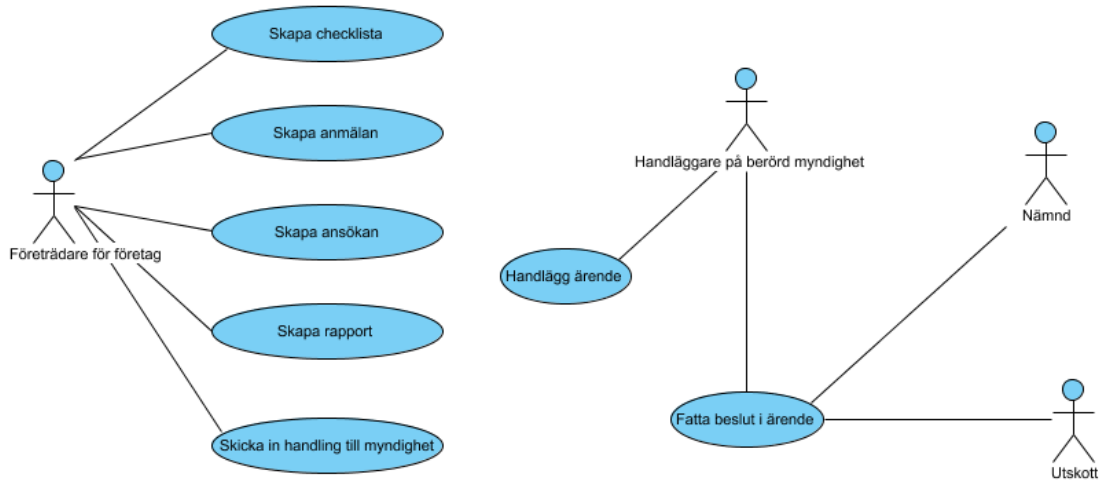 Skapa checklista
Skapa anmälan
Företrädare för företag
Skapa ansökan
Skapa rapport
Skicka in handling till myndighet
Handläggare på berörd myndighet
Nämnd
Handlägg ärende
Fatta beslut i ärende
Utskott